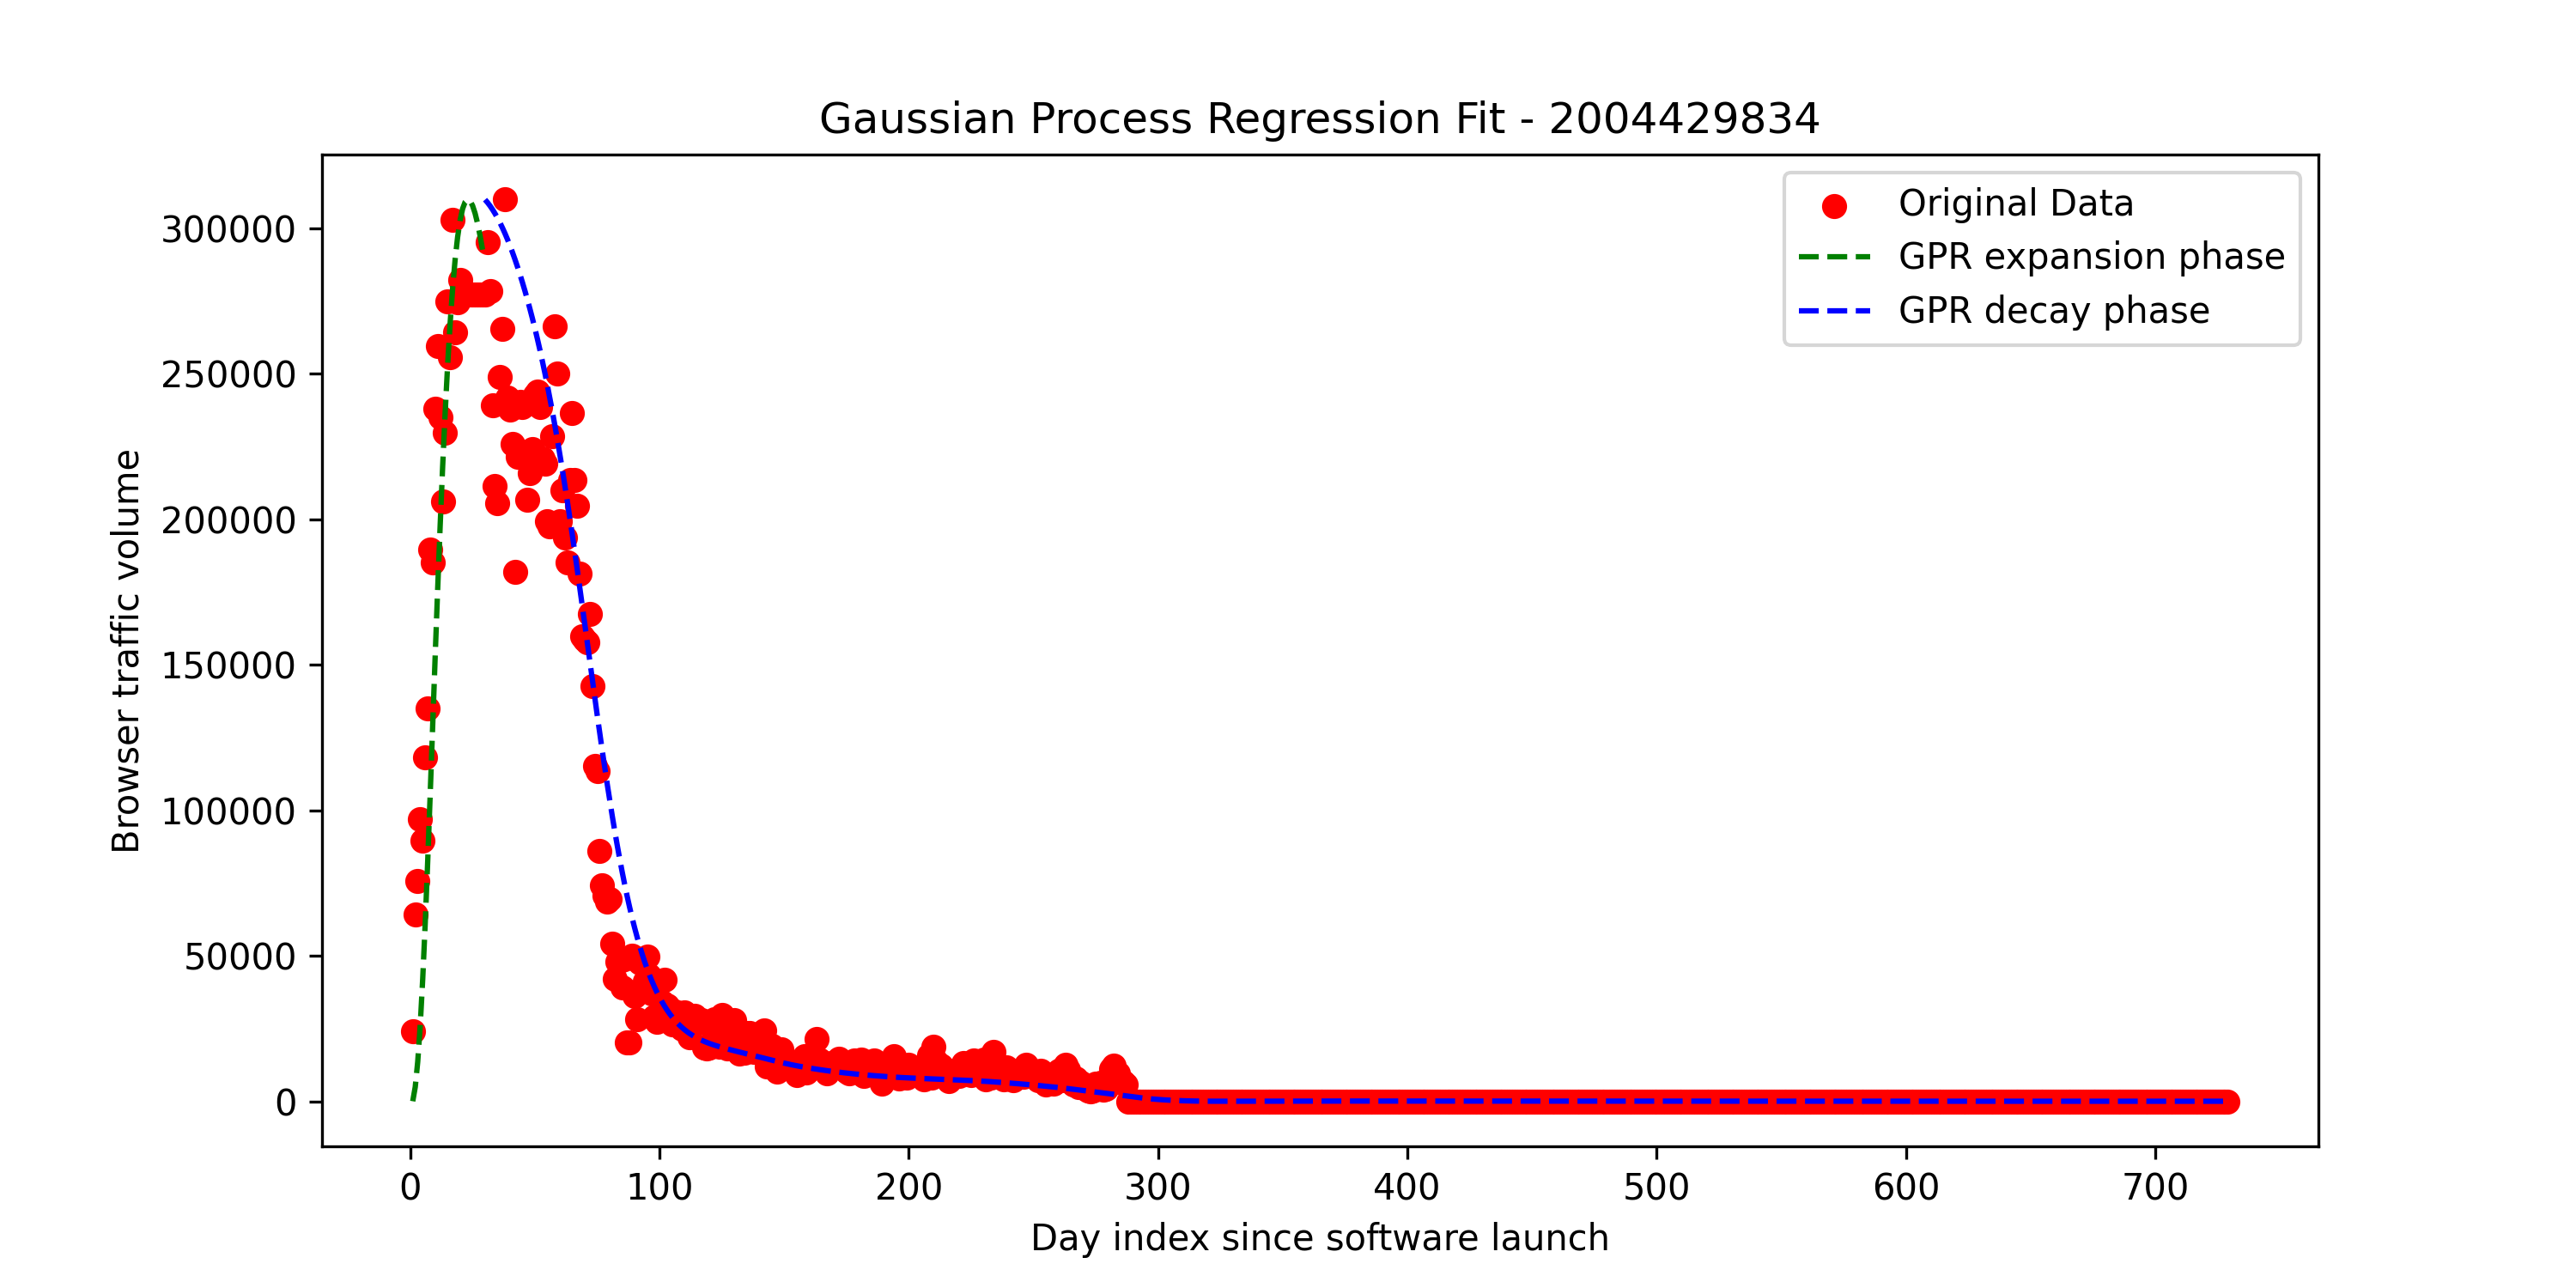 Gaussian Process Regression Fit - 2004429834
Original Data
GPR expansion phase
GPR decay phase
Browser traffic volume
300000
250000
200000
150000
100000
50000
0
0 100 200 300 400 500 600 700
Day index since software launch